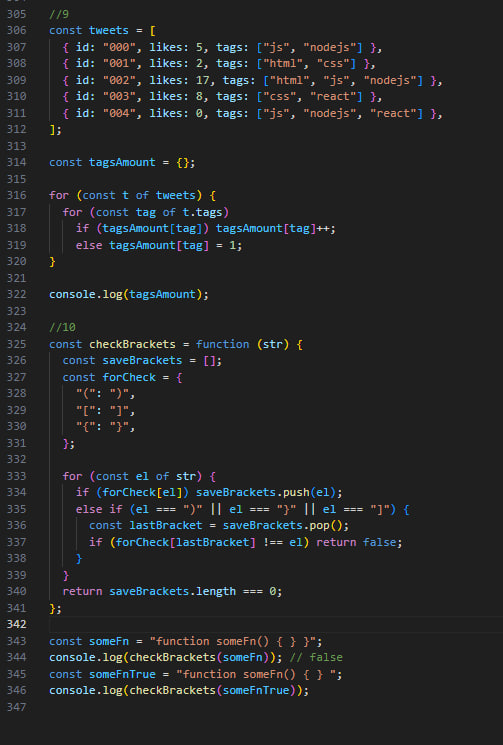 305 //9
306 const tweets = [
307 { id: "000", likes: 5, tags: ["js", "nodejs"] },
308 { id: "001", likes: 2, tags: ["html", "css"] },
309 { id: "002", likes: 17, tags: ["html", "js", "nodejs"] },
310 { id: "003", likes: 8, tags: ["css", "react"] },
311 { id: "004", likes: 0, tags: ["js", "nodejs", "react"] },
312 ];
313
314 const tagsAmount = {};
315
316 for (const t of tweets) {
317 for (const tag of t.tags)
318 if (tagsAmount[tag]) tagsAmount[tag]++;
319 else tagsAmount[tag] = 1;
320 }
321
322 console.log(tagsAmount);
323
324 //10
325 const checkBrackets = function (str) {
326 const saveBrackets = [];
327 const forCheck = {
328 "(": ")",
329 "[": "]",
330 "{": "}",
331 };
332
333 for (const el of str) {
334 if (forCheck[el]) saveBrackets.push(el);
335 else if (el === ")" || el === "}" || el === "]") {
336 const lastBracket = saveBrackets.pop();
337 if (forCheck[lastBracket] !== el) return false;
338 }
339 }
340 return saveBrackets.length === 0;
341 };
342
343 const someFn = "function someFn() { } }";
344 console.log(checkBrackets(someFn)); // false
345 const someFnTrue = "function someFn() { } ";
346 console.log(checkBrackets(someFnTrue));
347